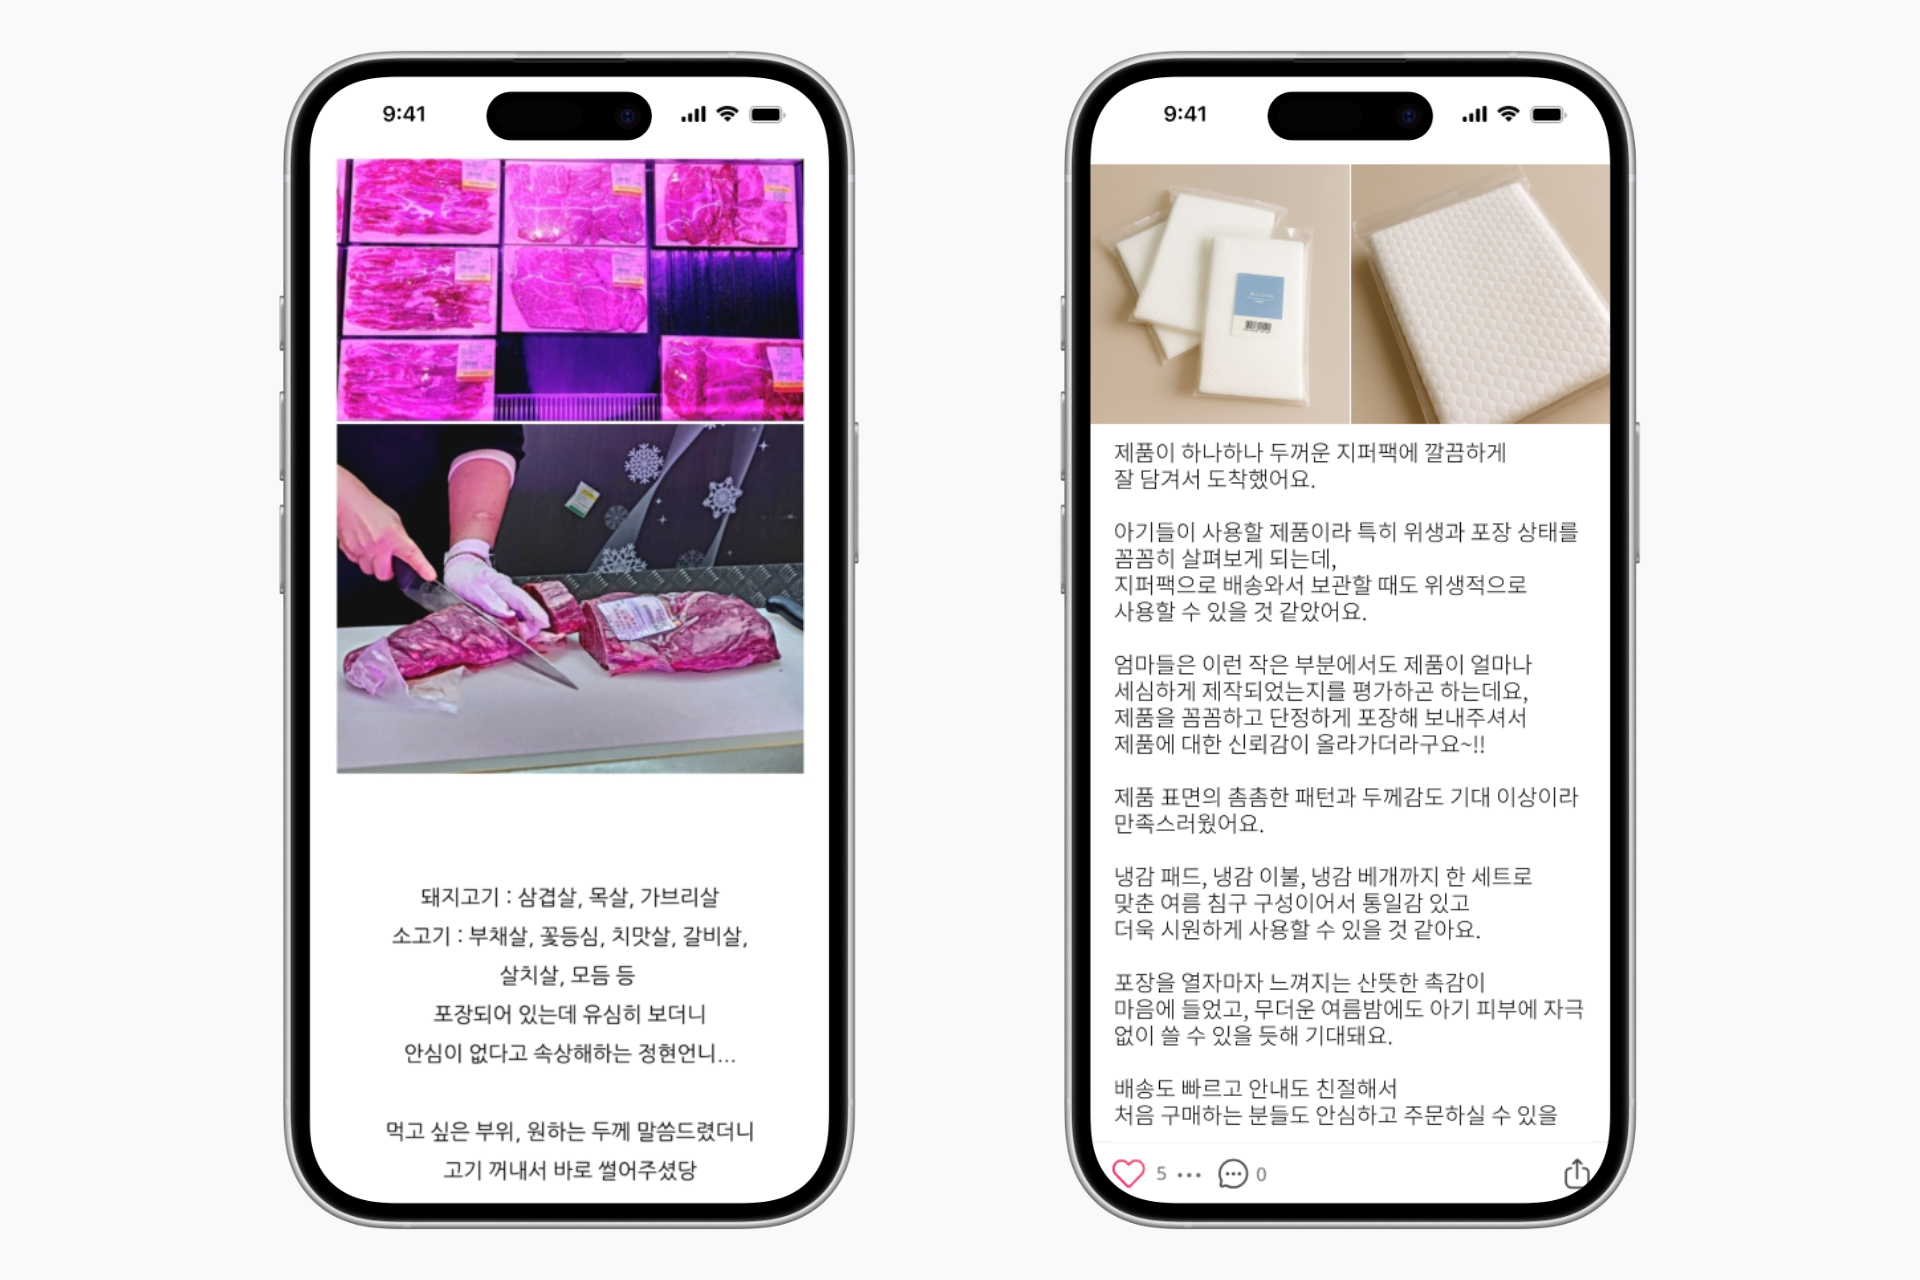 9:41
돼지고기 : 삼겹살, 목살, 가브리살
소고기 : 부채살, 꽃등심, 치맛살, 갈비살,
살치살, 모듬 등
포장되어 있는데 유심히 보더니
안심이 없다고 속상해하는 정현언니...
먹고 싶은 부위, 원하는 두께 말씀드렸더니
고기 꺼내서 바로 썰어주셨당
9:41
제품이 하나하나 두꺼운 지퍼팩에 깔끔하게
잘 담겨서 도착했어요.
아기들이 사용할 제품이라 특히 위생과 포장 상태를
꼼꼼히 살펴보게 되는데,
지퍼팩으로 배송와서 보관할 때도 위생적으로
사용할 수 있을 것 같았어요.
엄마들은 이런 작은 부분에서도 제품이 얼마나
세심하게 제작되었는지를 평가하곤 하는데요,
제품을 꼼꼼하고 단정하게 포장해 보내주셔서
제품에 대한 신뢰감이 올라가더라구요~!!
제품 표면의 촘촘한 패턴과 두께감도 기대 이상이라
만족스러웠어요.
냉감 패드, 냉감 이불, 냉감 베개까지 한 세트로
맞춘 여름 침구 구성이어서 통일감 있고
더욱 시원하게 사용할 수 있을 것 같아요.
포장을 열자마자 느껴지는 산뜻한 촉감이
마음에 들었고, 무더운 여름밤에도 아기 피부에 자극
없이 쓸 수 있을 듯해 기대돼요.
배송도 빠르고 안내도 친절해서
처음 구매하는 분들도 안심하고 주문하실 수 있을
5 0